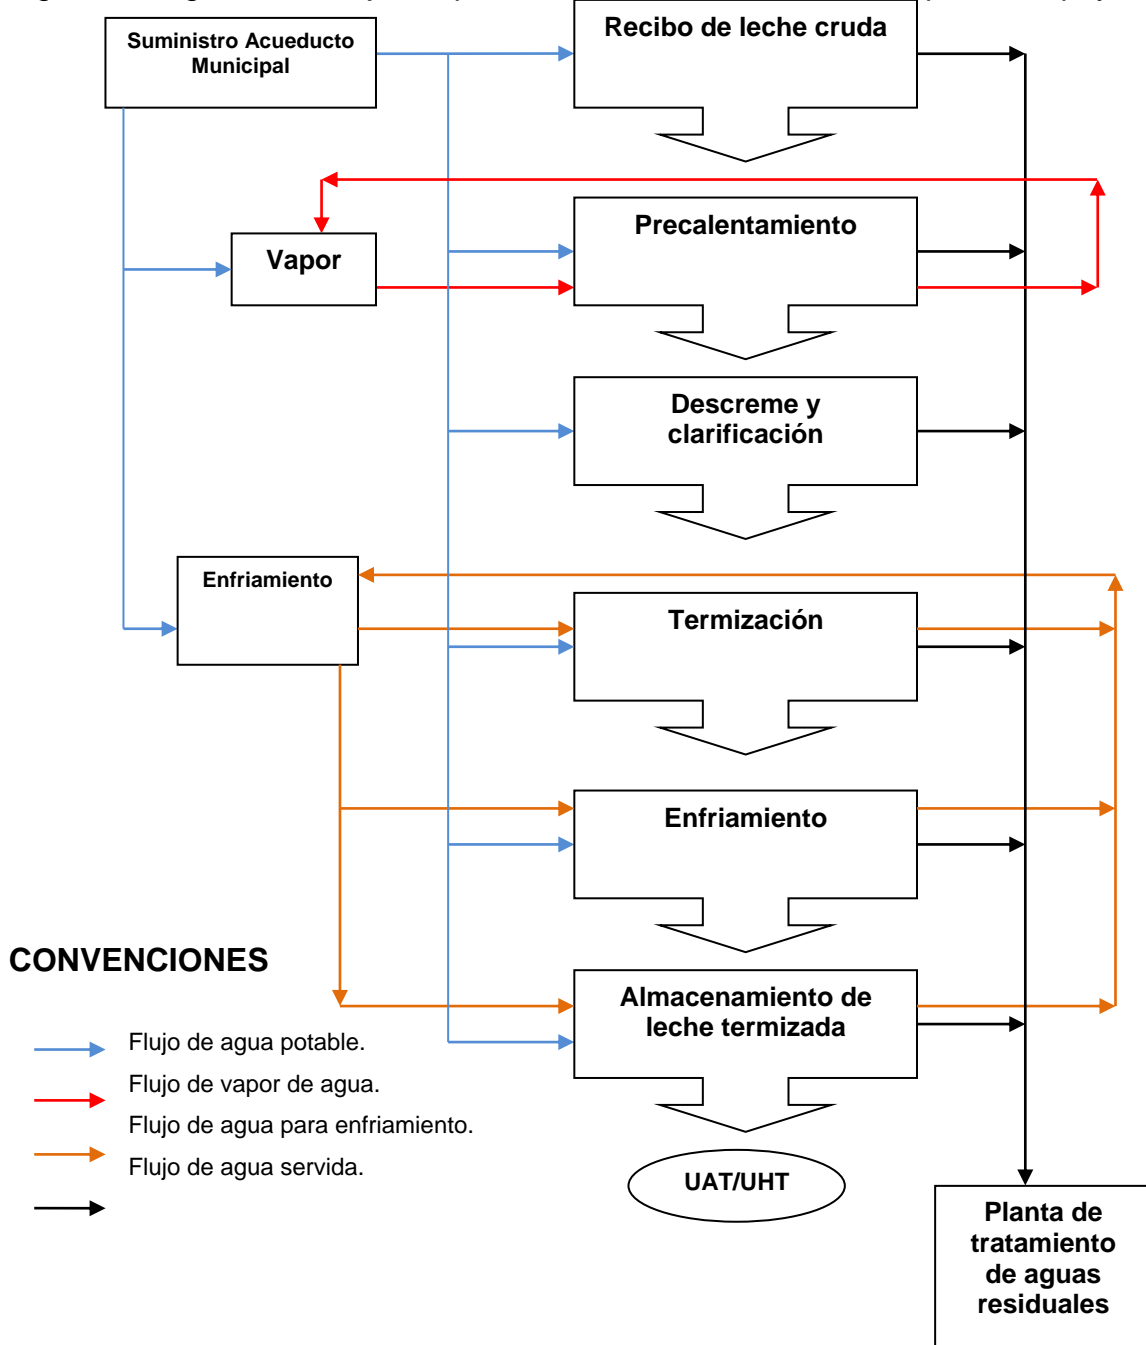 Recibo de leche cruda
Suministro Acueducto
Municipal
Precalentamiento
Vapor
Descreme y
clarificación
Enfriamiento
Termización
Enfriamiento
CONVENCIONES
Almacenamiento de
leche termizada
Flujo de agua potable.
Flujo de vapor de agua.
Flujo de agua para enfriamiento.
Flujo de agua servida.
UAT/UHT
Planta de
tratamiento
de aguas
residuales